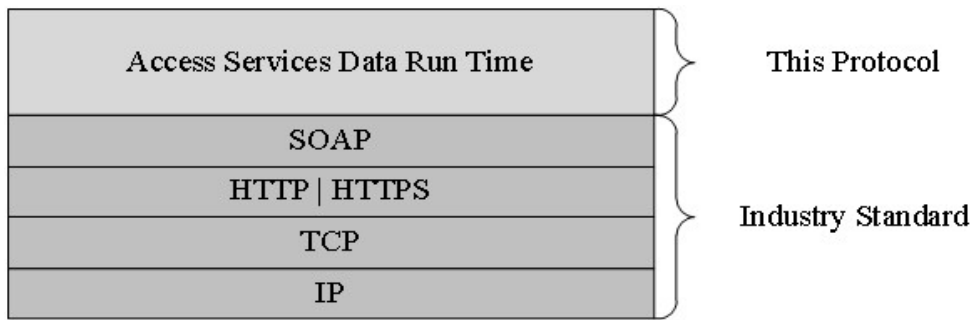 Access Services Data Run Time
This Protocol
SOAP
HTTP | HTTPS
TCP
IP
Industry Standard